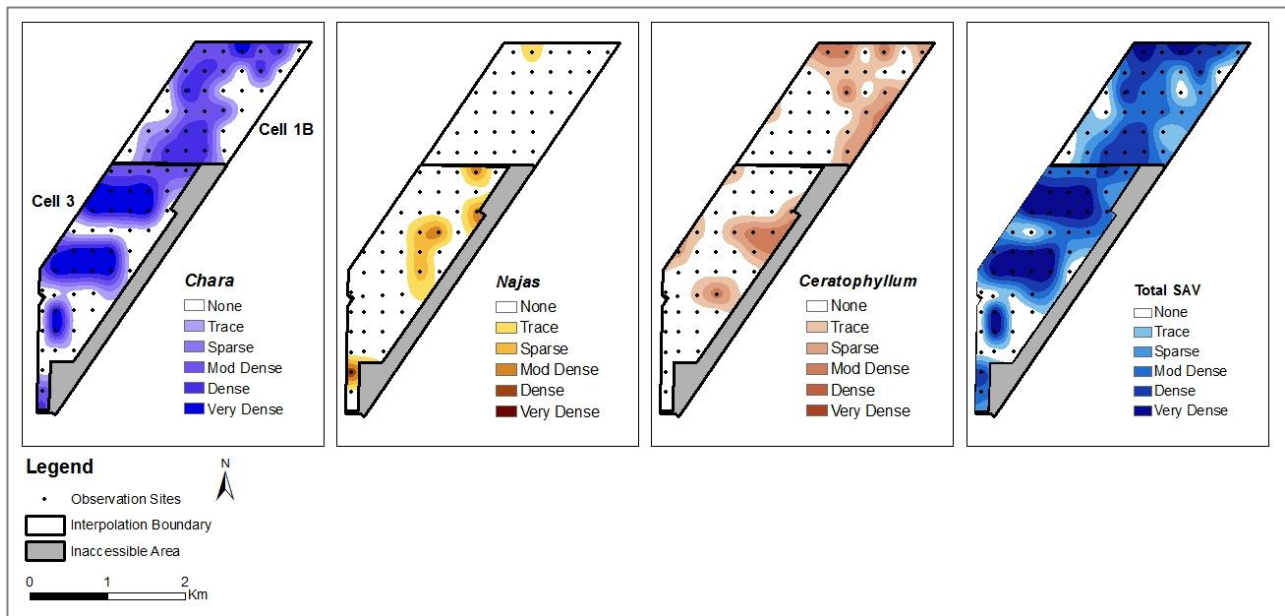 Cell 1B
Cell 3
Chara
None
Trace
Sparse
Mod Dense
Dense
Very Dense
Najas
None
Trace
Sparse
Mod Dense
Dense
Very Dense
Ceratophyllum
None
Trace
Sparse
Mod Dense
Dense
Very Dense
Total SAV
None
Trace
Sparse
Mod Dense
Dense
Very Dense
Legend
N
Observation Sites
Interpolation Boundary
Inaccessible Area
0 1 2
Km